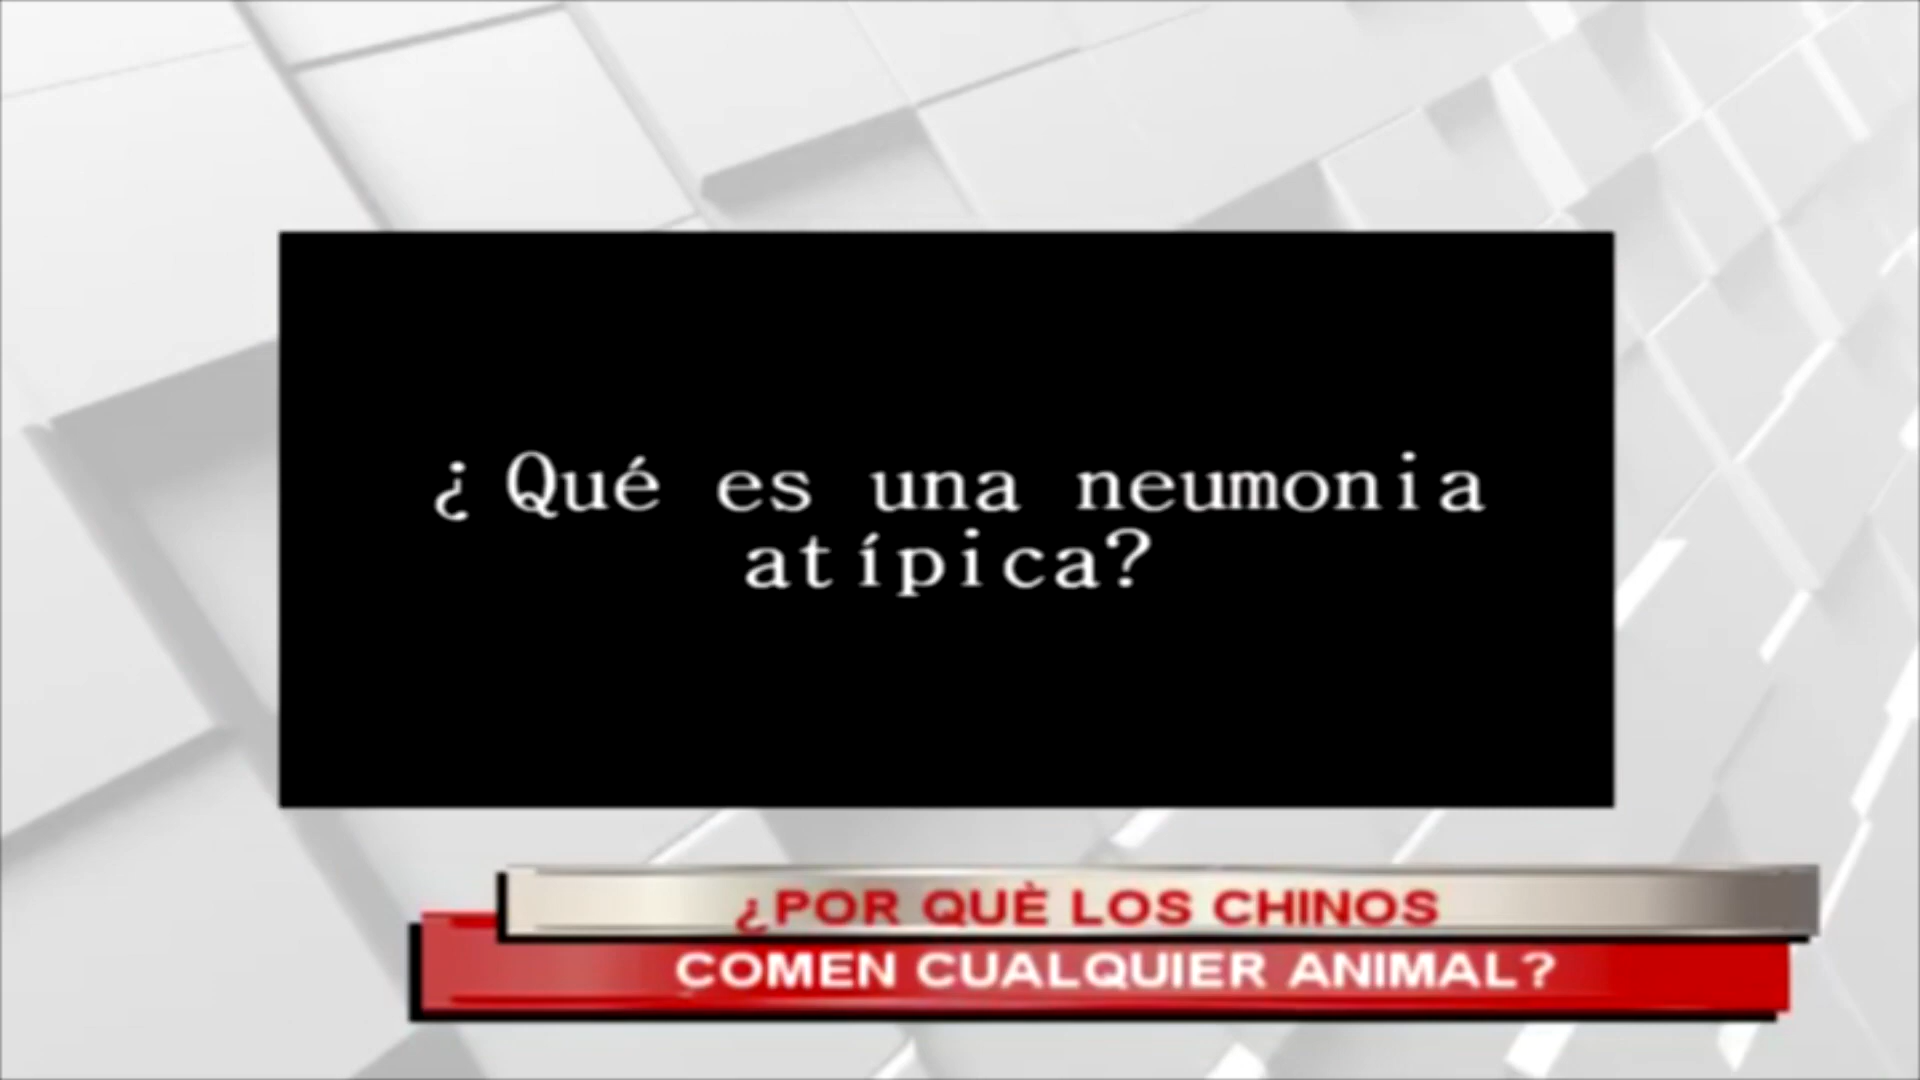 ¿Qué es una neumonia
atípica?
¿POR QUÈ LOS CHINOS
COMEN CUALQUIER ANIMAL?